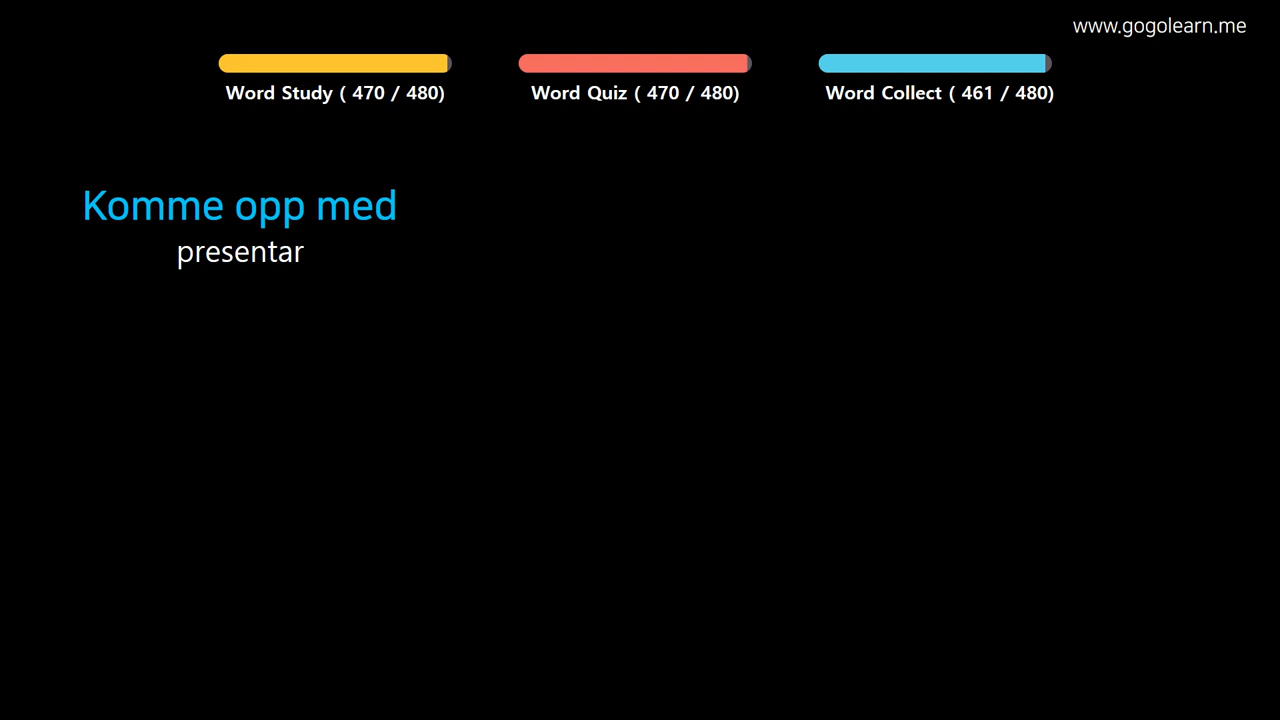 www.gogolearn.me
Word Study ( 470 / 480)
Word Quiz ( 470 / 480)
Word Collect ( 461 / 480)
Komme opp med
presentar